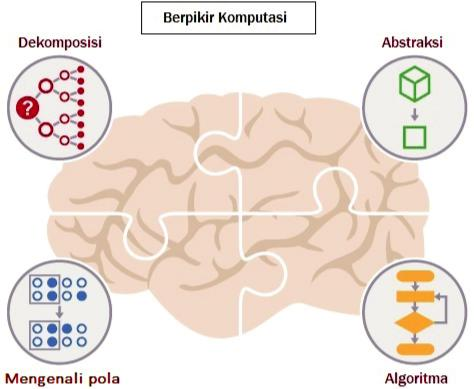 Berpikir Komputasi
Dekomposisi
Abstraksi
?
Mengenali pola
Algoritma